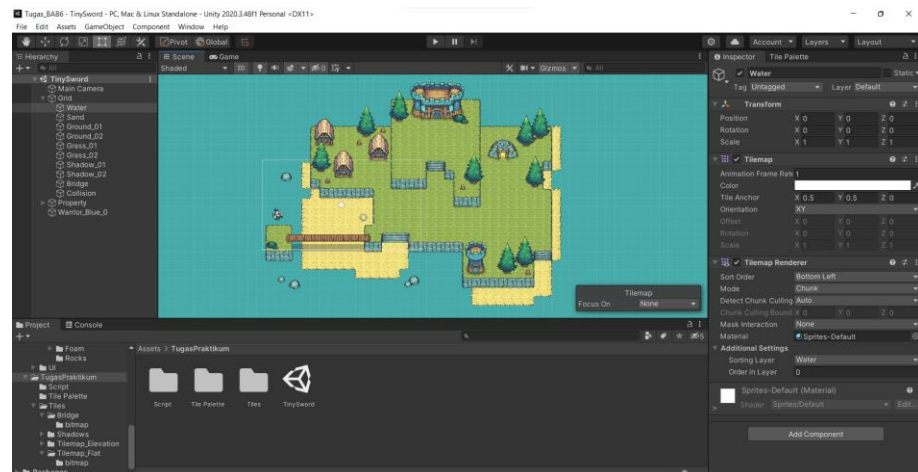 Tugas_BAB6 - TinySword - PC, Mac & Linux Standalone - Unity 2020.3.48f1 Personal <DX11>
File Edit Assets GameObject Component Window Help
Pivot Global
Account Layers Layout
Hierarchy
All
TinySword
Main Camera
Grid
Water
Sand
Ground_01
Ground_02
Grass_01
Grass_02
Shadow_01
Shadow_02
Bridge
Collision
Property
Warrior_Blue_0
Scene Game
Shaded 2D 0 Gizmos All
Tilemap
Focus On None
Inspector Tile Palette
Water Static
Tag Untagged Layer Default
Transform
Position X 0 Y 0 Z 0
Rotation X 0 Y 0 Z 0
Scale X 1 Y 1 Z 1
Tilemap
Animation Frame Rate 1
Color
Tile Anchor X 0.5 Y 0.5 Z 0
Orientation XY
Offset X 0 Y 0 Z 0
Rotation X 0 Y 0 Z 0
Scale X 1 Y 1 Z 1
Tilemap Renderer
Sort Order Bottom Left
Mode Chunk
Detect Chunk Culling Auto
Chunk Culling Bound X 0 Y 0 Z 0
Mask Interaction None
Material Sprites-Default
Additional Settings
Sorting Layer Water
Order in Layer 0
Sprites-Default (Material)
Shader Sprites/Default Edit...
Add Component
Project Console
Foam
Rocks
UI
TugasPraktikum
Script
Tile Palette
Tiles
Bridge
bitmap
Shadows
Tilemap_Elevation
Tilemap_Flat
bitmap
Packages
Assets > TugasPraktikum
Script Tile Palette Tiles TinySword